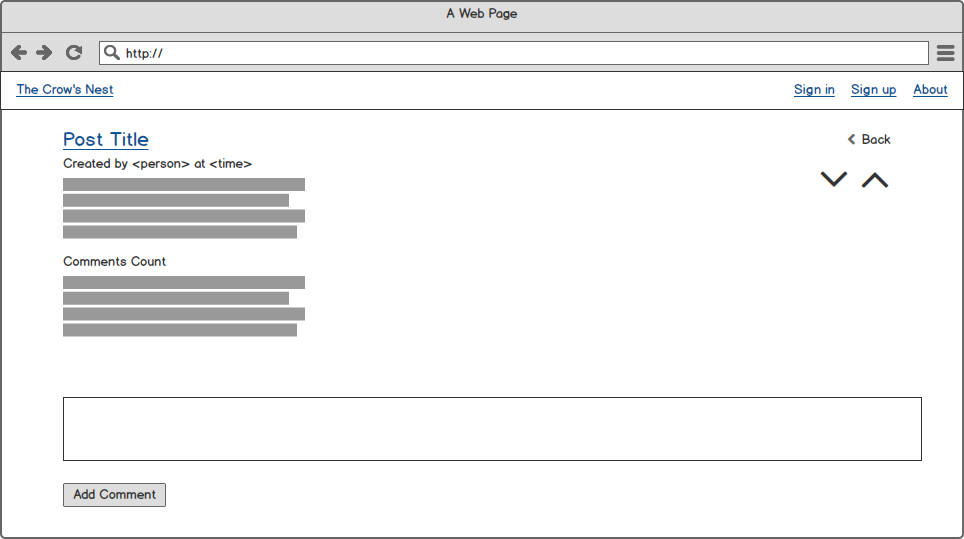 A Web Page
http://
The Crow's Nest Sign in Sign up About
Post Title Back
Created by <person> at <time>
Comments Count
Add Comment